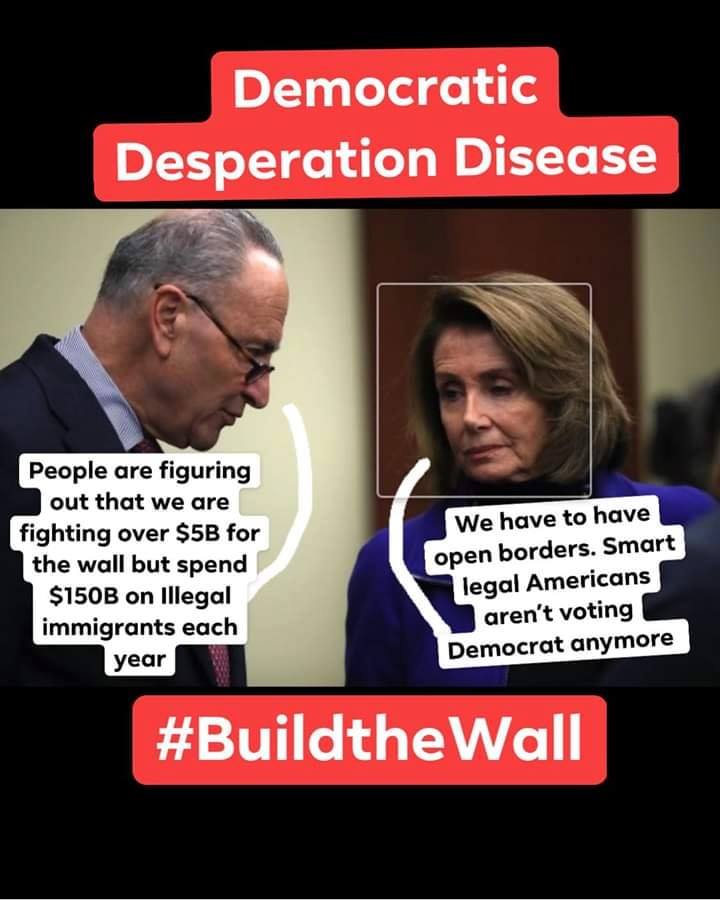 Democratic
Desperation Disease
People are figuring
out that we are
fighting over $5B for
the wall but spend
$150B on Illegal
immigrants each
year
We have to have
open borders. Smart
legal Americans
aren't voting
Democrat anymore
#BuildtheWall